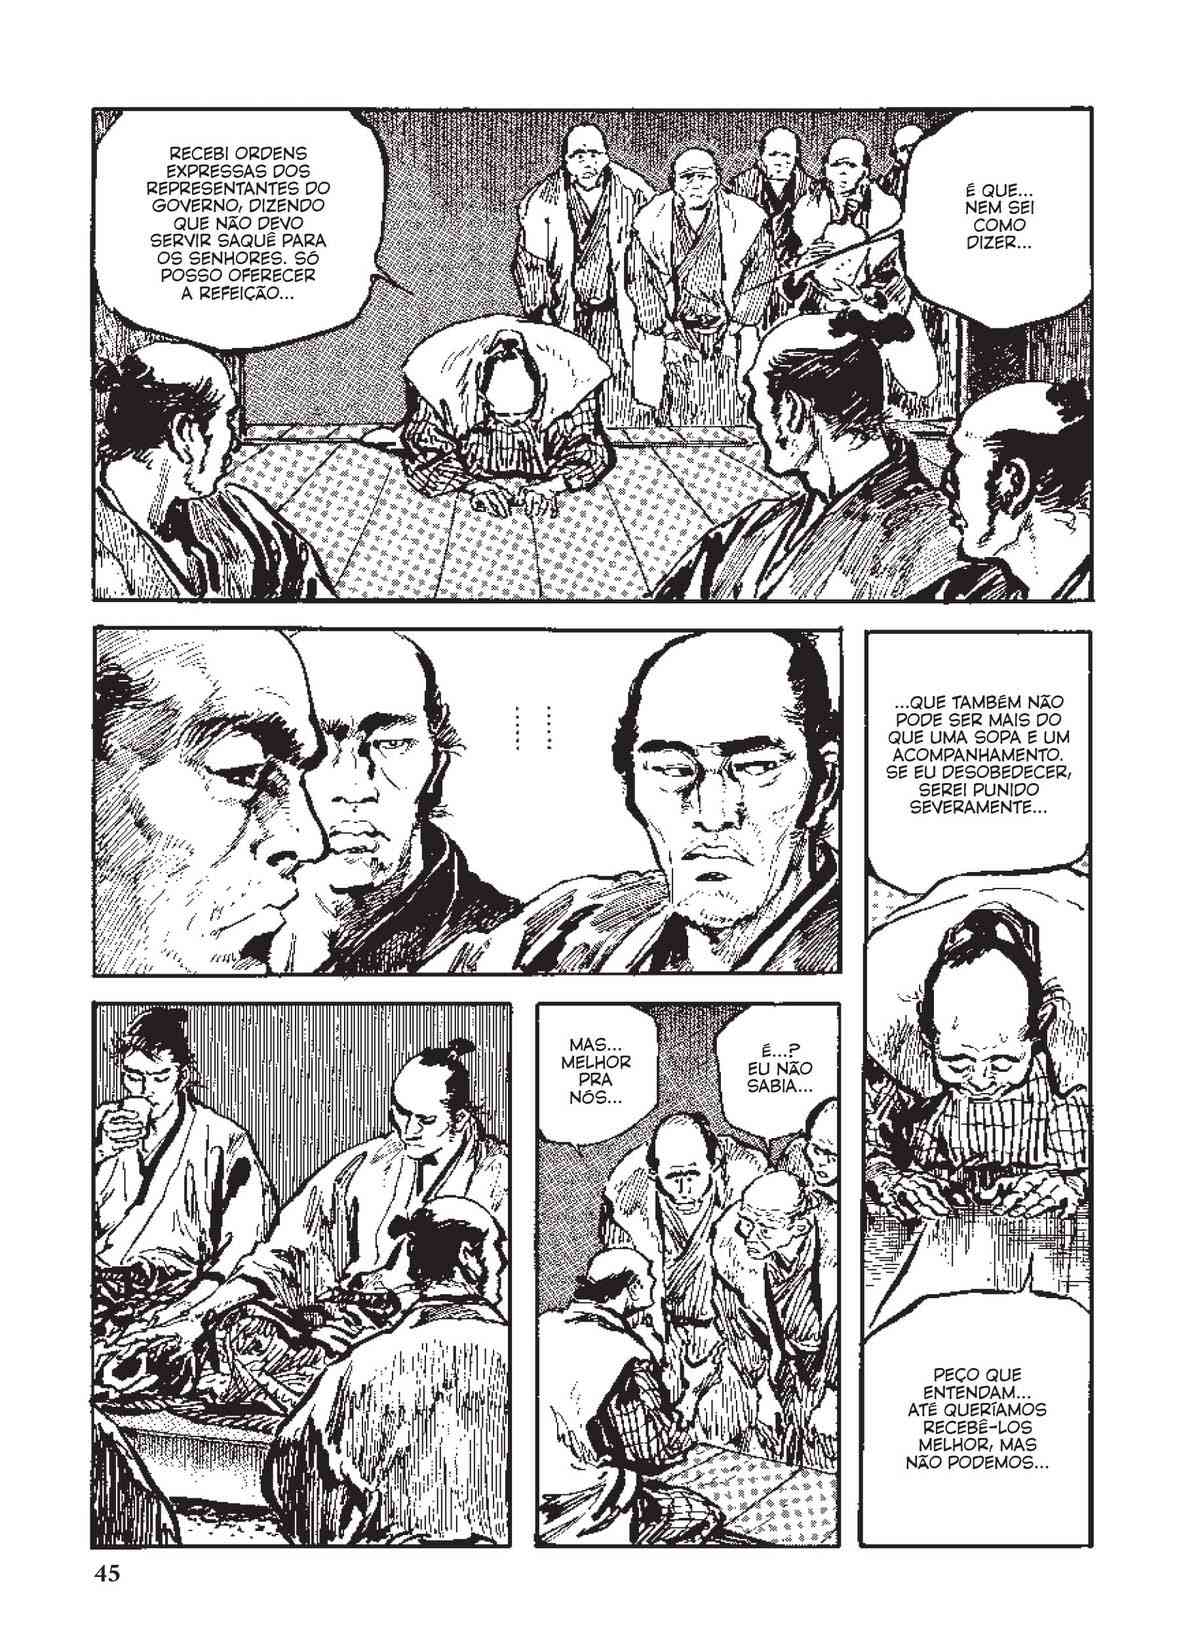 É QUE...
NEM SEI
COMO
DIZER...
RECEBI ORDENS
EXPRESSAS DOS
REPRESENTANTES DO
GOVERNO, DIZENDO
QUE NÃO DEVO
SERVIR SAQUÊ PARA
OS SENHORES. SÓ
POSSO OFERECER
A REFEIÇÃO...
...QUE TAMBÉM NÃO
PODE SER MAIS DO
QUE UMA SOPA E UM
ACOMPANHAMENTO.
SE EU DESOBEDECER,
SEREI PUNIDO
SEVERAMENTE...
PEÇO QUE
ENTENDAM...
ATÉ QUERÍAMOS
RECEBÊ-LOS
MELHOR, MAS
NÃO PODEMOS...
É...?
EU NÃO
SABIA...
MAS...
MELHOR
PRA
NÓS...
45